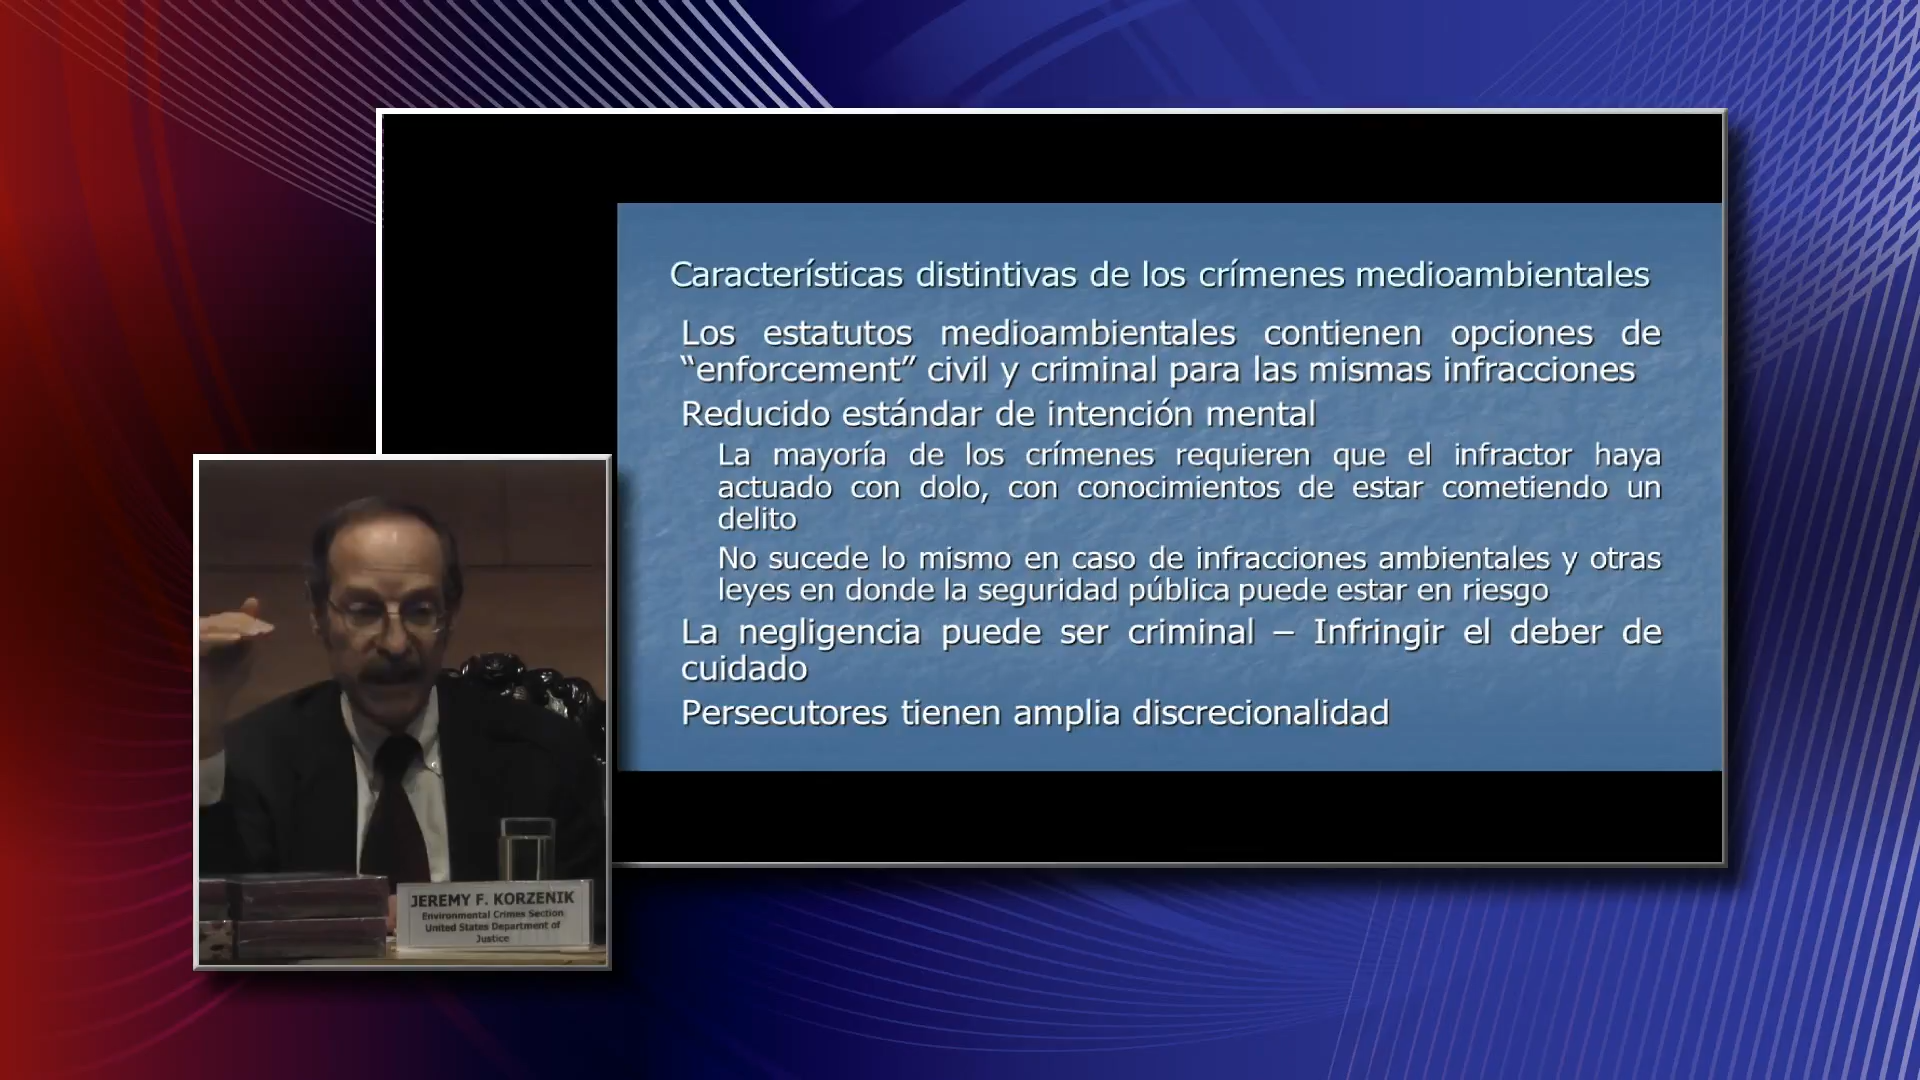 Características distintivas de los crímenes medioambientales
Los estatutos medioambientales contienen opciones de
“enforcement” civil y criminal para las mismas infracciones
Reducido estándar de intención mental
La mayoría de los crímenes requieren que el infractor haya
actuado con dolo, con conocimientos de estar cometiendo un
delito
No sucede lo mismo en caso de infracciones ambientales y otras
leyes en donde la seguridad pública puede estar en riesgo
La negligencia puede ser criminal – Infringir el deber de
cuidado
Persecutores tienen amplia discrecionalidad
JEREMY F. KORZENIK
Environmental Crimes Section
United States Department of
Justice